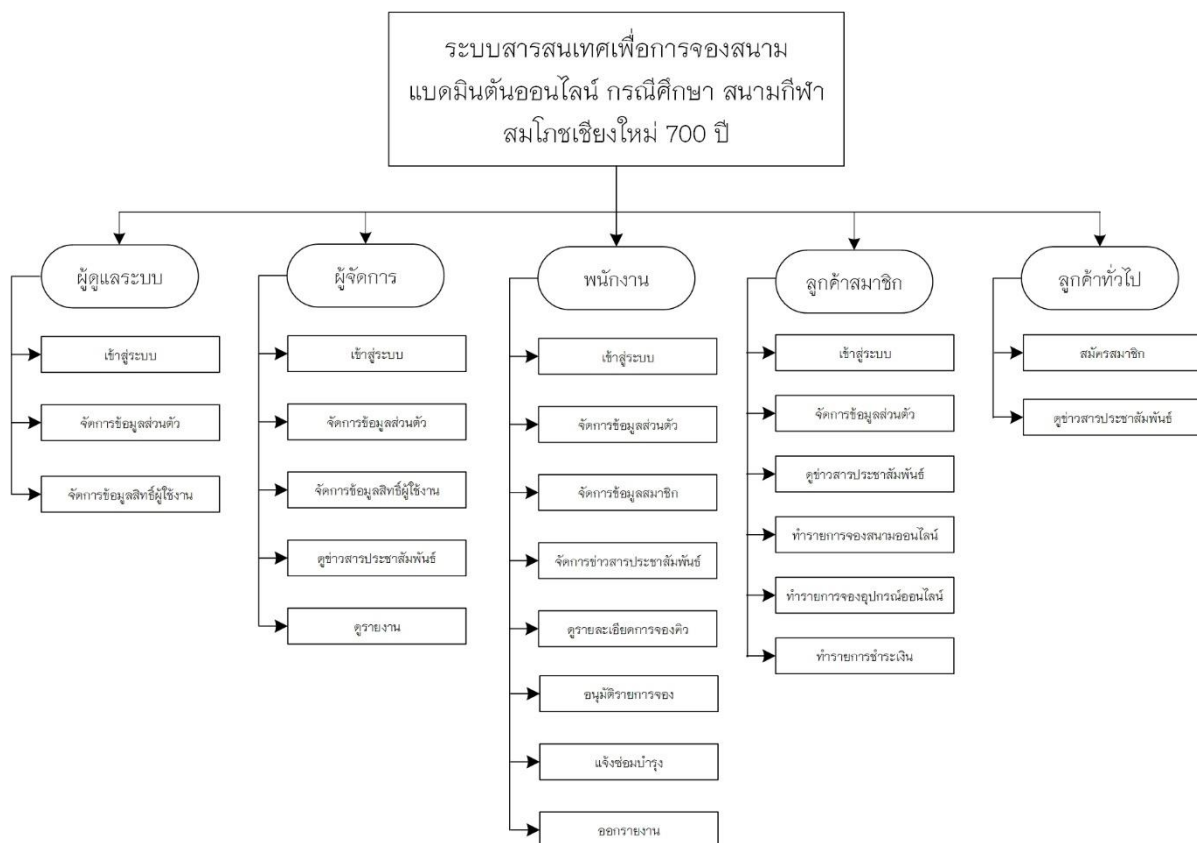 ระบบสารสนเทศเพื่อการจองสนาม
แบดมินตันออนไลน์ กรณีศึกษา สนามกีฬา
สมโภชเชียงใหม่ 700 ปี
ผู้ดูแลระบบ
เข้าสู่ระบบ
จัดการข้อมูลส่วนตัว
จัดการข้อมูลสิทธิ์ผู้ใช้งาน
ผู้จัดการ
เข้าสู่ระบบ
จัดการข้อมูลส่วนตัว
จัดการข้อมูลสิทธิ์ผู้ใช้งาน
ดูข่าวสารประชาสัมพันธ์
ดูรายงาน
พนักงาน
เข้าสู่ระบบ
จัดการข้อมูลส่วนตัว
จัดการข้อมูลสมาชิก
จัดการข่าวสารประชาสัมพันธ์
ดูรายละเอียดการจองคิว
อนุมัติรายการจอง
แจ้งซ่อมบำรุง
ออกรายงาน
ลูกค้าสมาชิก
เข้าสู่ระบบ
จัดการข้อมูลส่วนตัว
ดูข่าวสารประชาสัมพันธ์
ทำรายการจองสนามออนไลน์
ทำรายการจองอุปกรณ์ออนไลน์
ทำรายการชำระเงิน
ลูกค้าทั่วไป
สมัครสมาชิก
ดูข่าวสารประชาสัมพันธ์